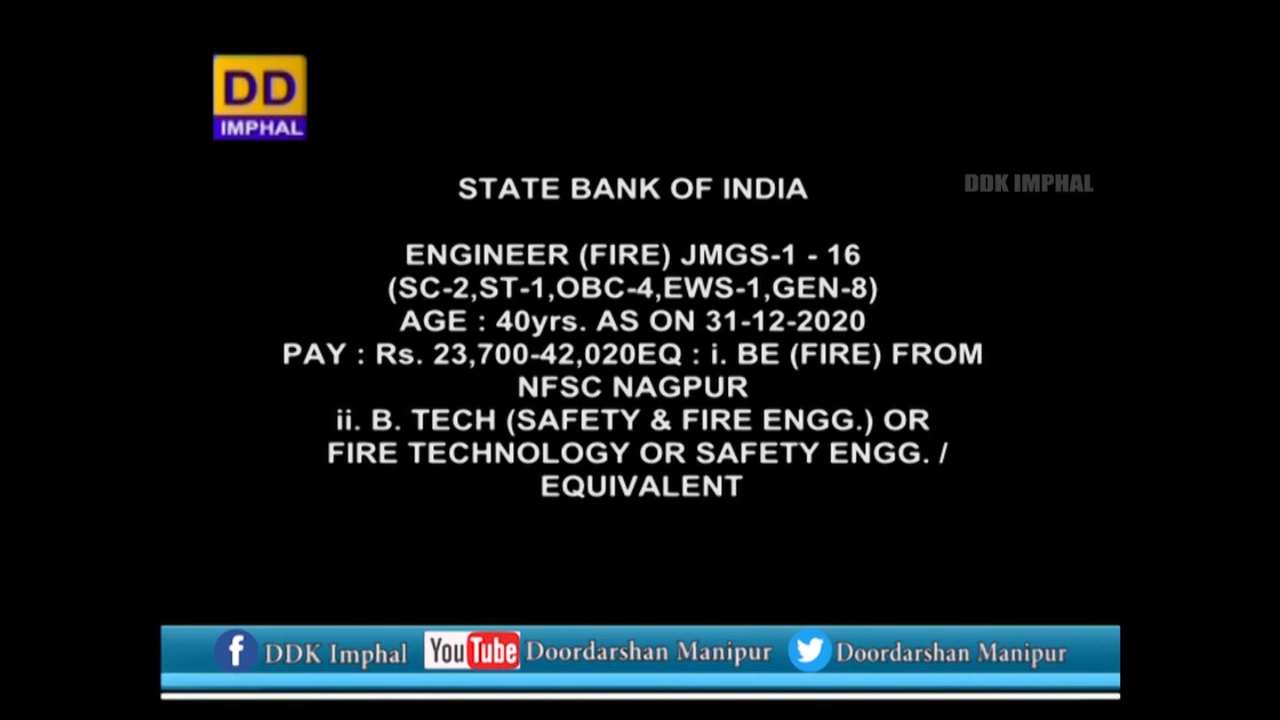 DD
IMPHAL
DDK IMPHAL
STATE BANK OF INDIA
ENGINEER (FIRE) JMGS-1 - 16
(SC-2,ST-1,OBC-4,EWS-1,GEN-8)
AGE : 40yrs. AS ON 31-12-2020
PAY : Rs. 23,700-42,020EQ : i. BE (FIRE) FROM
NFSC NAGPUR
ii. B. TECH (SAFETY & FIRE ENGG.) OR
FIRE TECHNOLOGY OR SAFETY ENGG. /
EQUIVALENT
f DDK Imphal YouTube Doordarshan Manipur Doordarshan Manipur